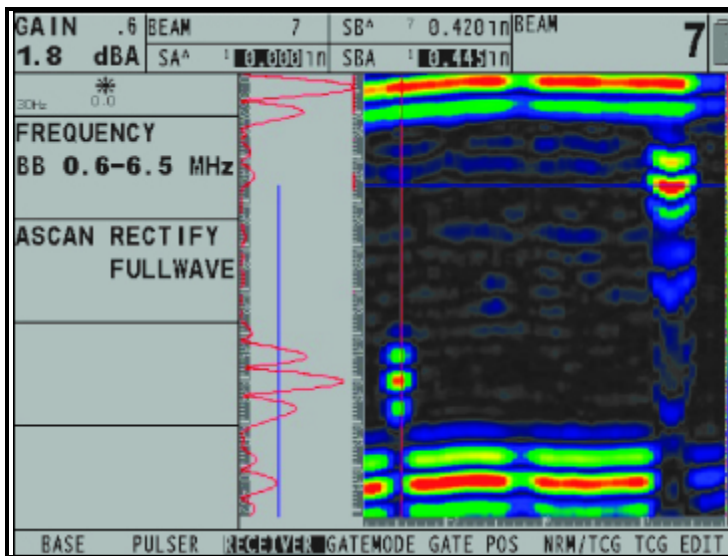 GAIN .6
1.8 dBA
BEAM 7
SA^ 1 0.000in
SB^ 7 0.420in
SBA 1 0.445in
BEAM
7
30Hz 0.0
FREQUENCY
BB 0.6-6.5 MHz
ASCAN RECTIFY
FULLWAVE
BASE PULSER RECEIVER GATEMODE GATE POS NRM/TCG TCG EDIT